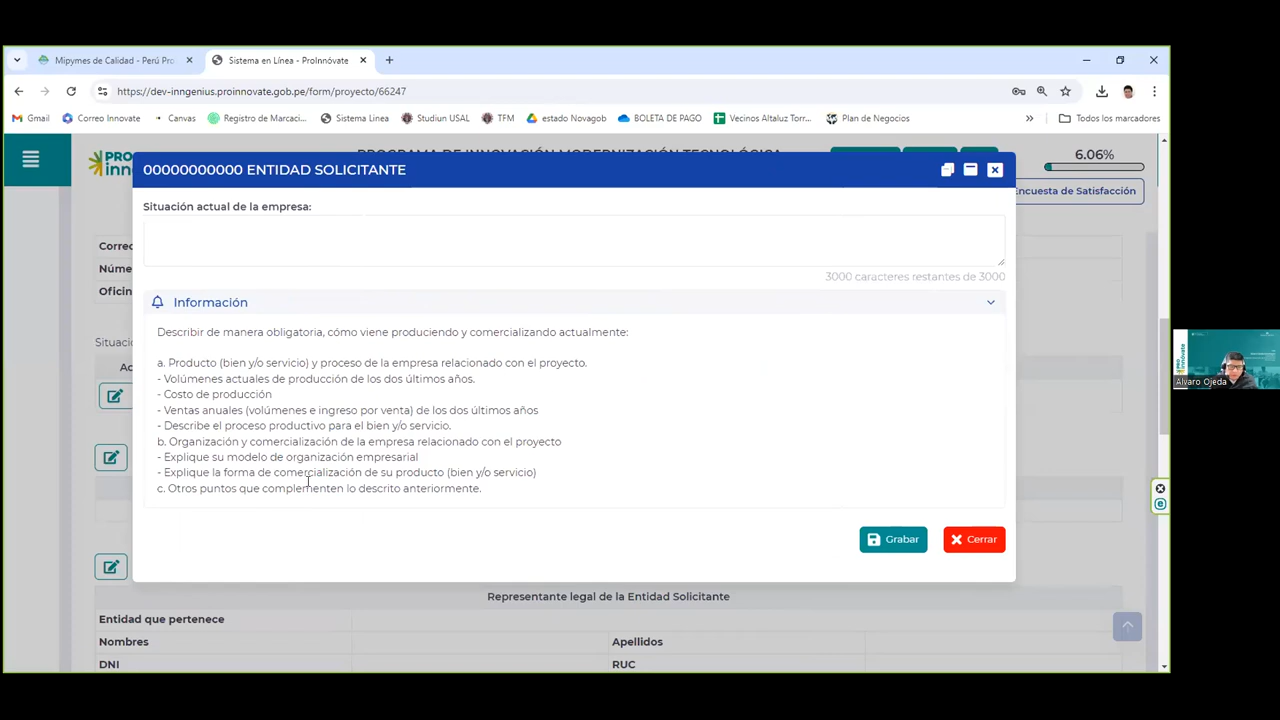 Mipymes de Calidad - Perú Pro
Sistema en Línea - ProInnóvate
https://dev-inngenius.proinnovate.gob.pe/form/proyecto/66247
Gmail
Correo Innovate
Canvas
Registro de Marcaci...
Sistema Linea
Studiun USAL
TFM
estado Novagob
BOLETA DE PAGO
Vecinos Altaluz Torr...
Plan de Negocios
»
Todos los marcadores
6.06%
00000000000 ENTIDAD SOLICITANTE
Encuesta de Satisfacción
Situación actual de la empresa:
3000 caracteres restantes de 3000
Información
Describir de manera obligatoria, cómo viene produciendo y comercializando actualmente:
a. Producto (bien y/o servicio) y proceso de la empresa relacionado con el proyecto.
- Volúmenes actuales de producción de los dos últimos años.
- Costo de producción
- Ventas anuales (volúmenes e ingreso por venta) de los dos últimos años
- Describe el proceso productivo para el bien y/o servicio.
b. Organización y comercialización de la empresa relacionado con el proyecto
- Explique su modelo de organización empresarial
- Explique la forma de comercialización de su producto (bien y/o servicio)
c. Otros puntos que complementen lo descrito anteriormente.
Grabar
Cerrar
Correo
Núme
Oficin
Situació
Ac
Representante legal de la Entidad Solicitante
Entidad que pertenece
Nombres
Apellidos
DNI
RUC
Alvaro Ojeda